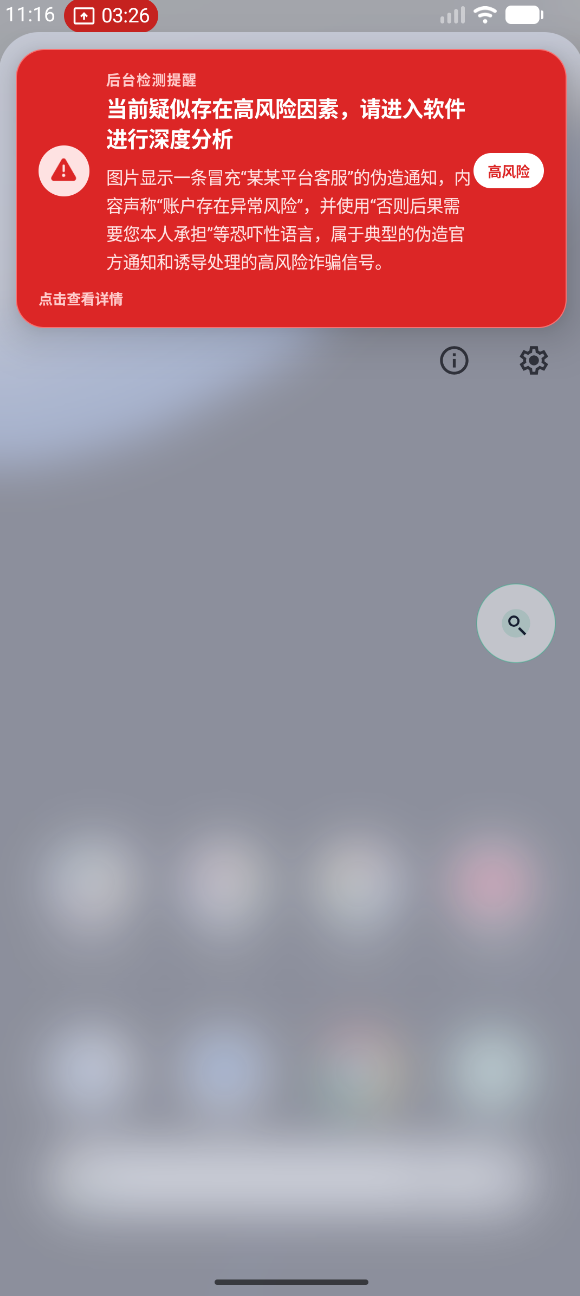 11:16 03:26
后台检测提醒
当前疑似存在高风险因素，请进入软件
进行深度分析
图片显示一条冒充“某某平台客服”的伪造通知，内
高风险
容声称“账户存在异常风险”，并使用“否则后果需
要您本人承担”等恐吓性语言，属于典型的伪造官
方通知和诱导处理的高风险诈骗信号。
点击查看详情